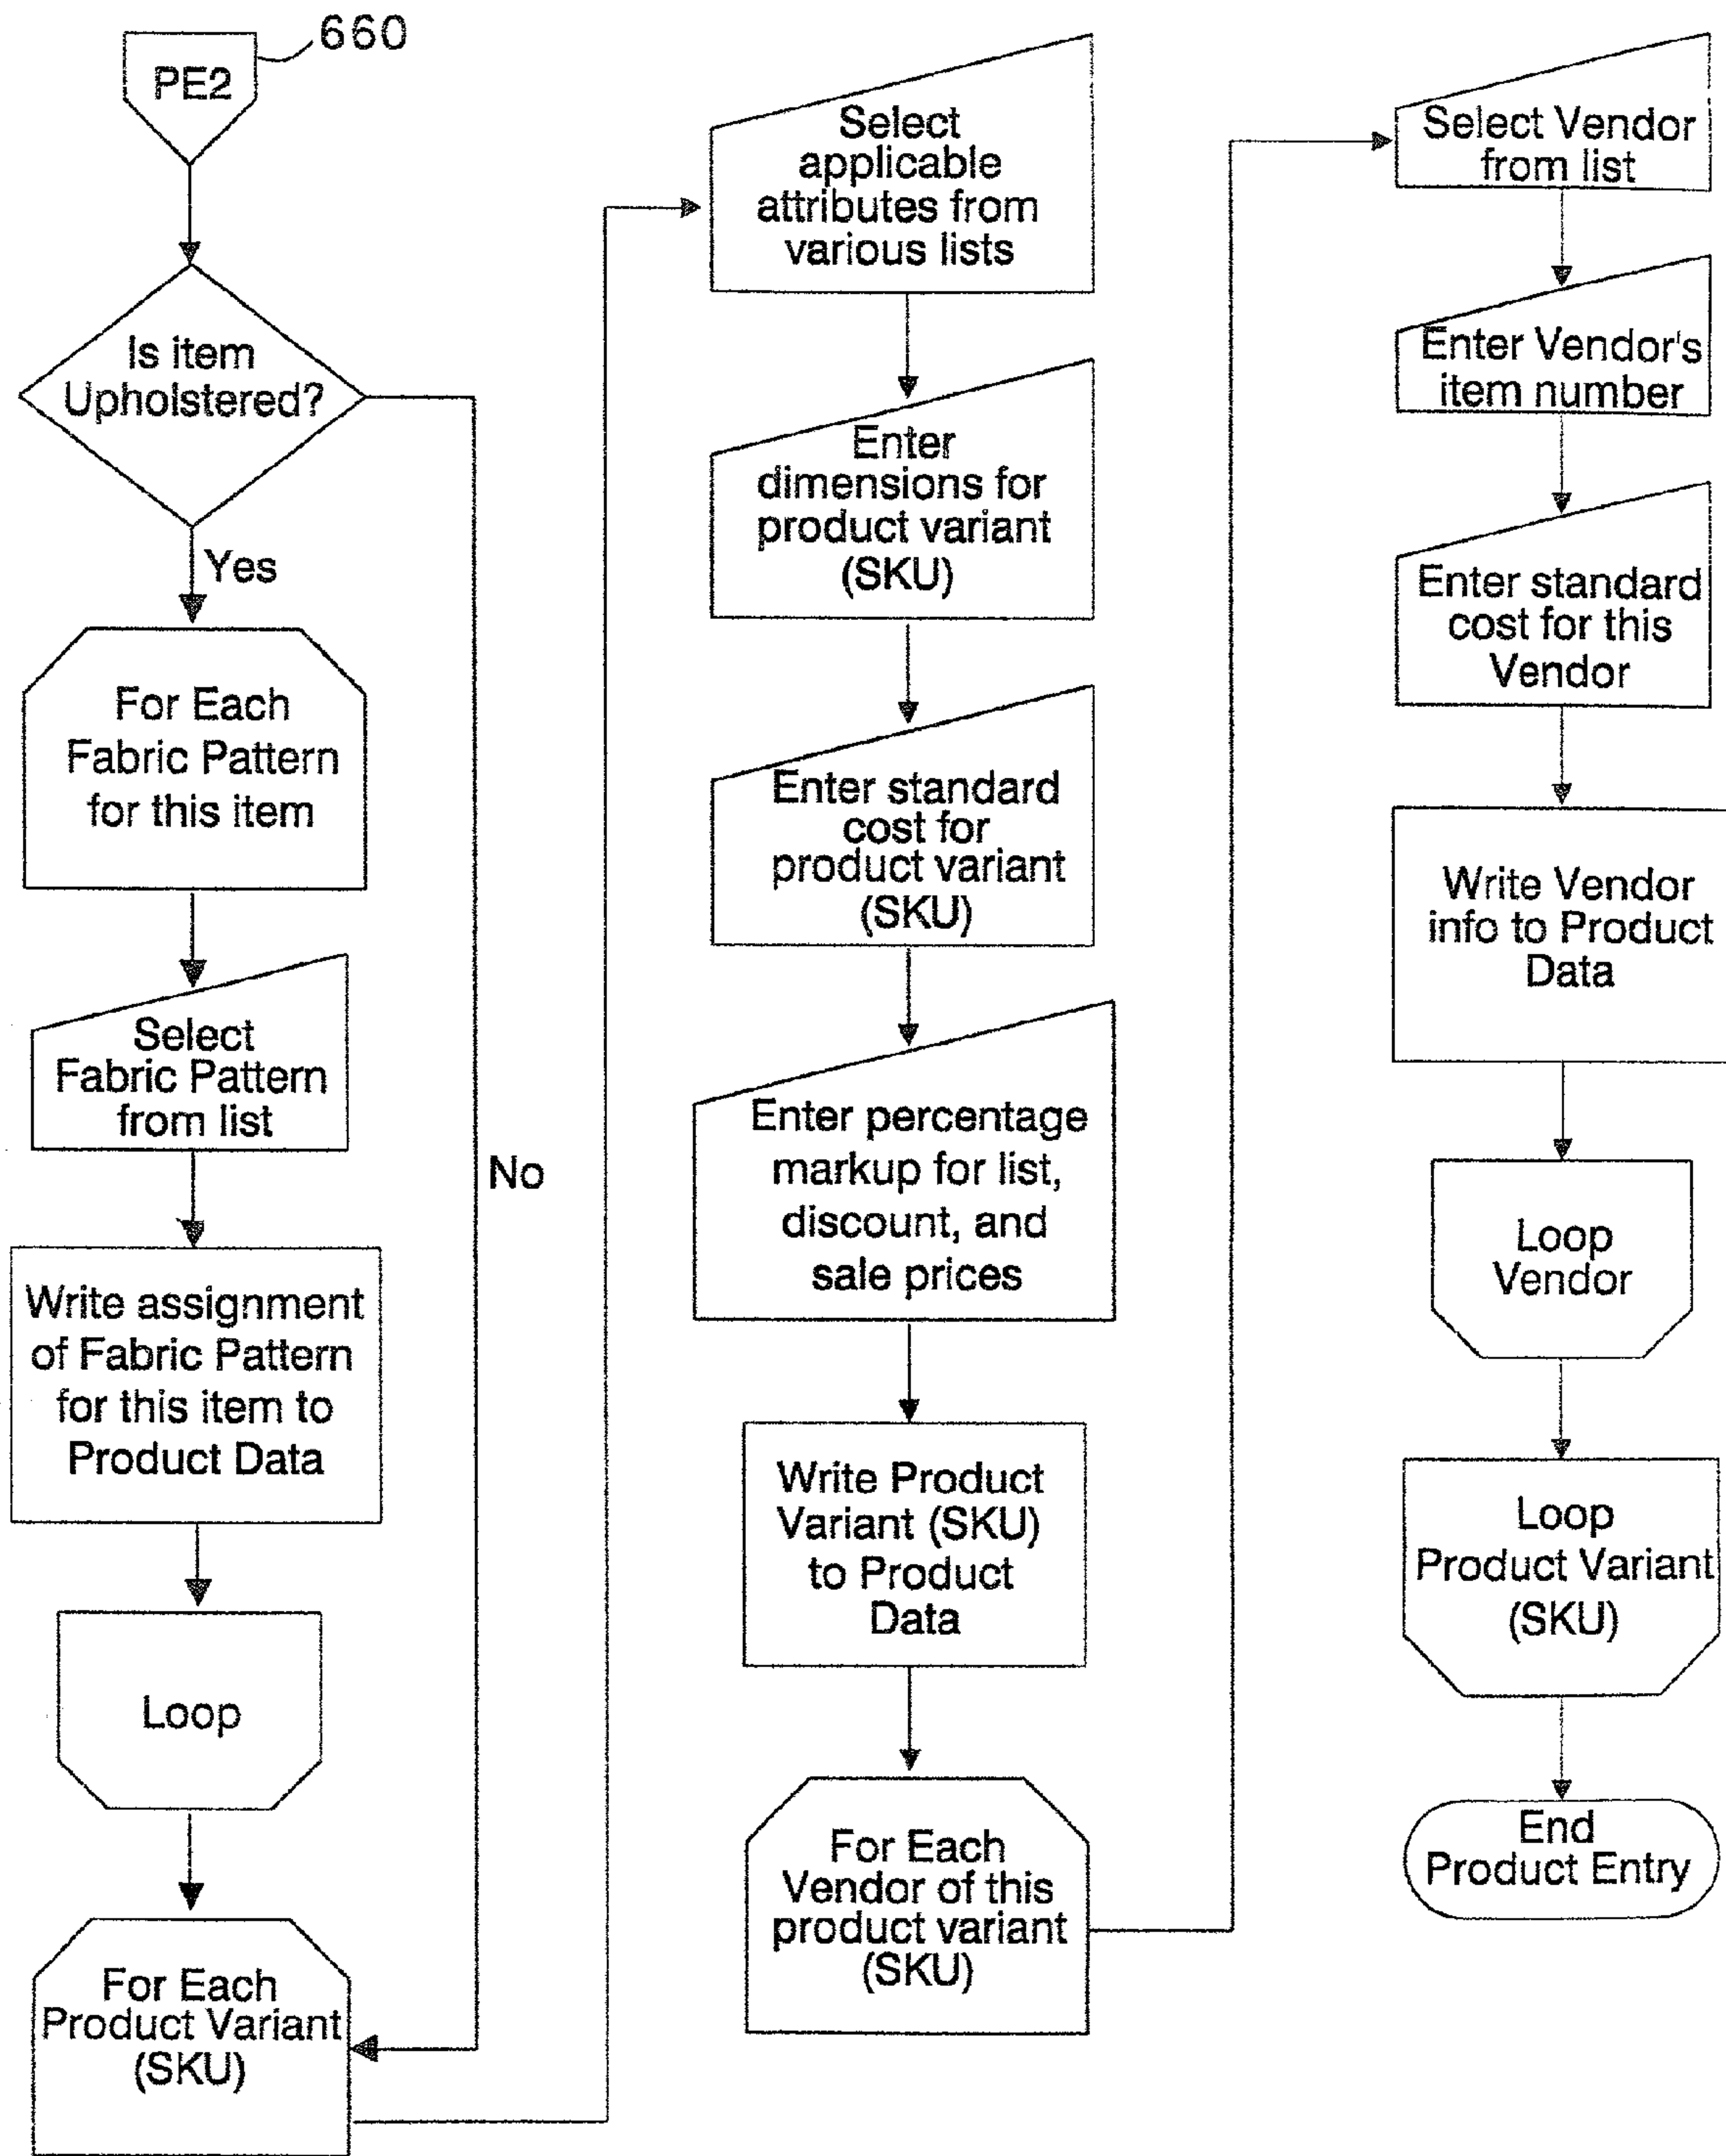 660
PE2
Is item
Upholstered?
Yes
For Each
Fabric Pattern
for this item
Select
Fabric Pattern
from list
No
Write assignment
of Fabric Pattern
for this item to
Product Data
Loop
For Each
Product Variant
(SKU)
Select
applicable
attributes from
various lists
Enter
dimensions for
product variant
(SKU)
Enter standard
cost for
product variant
(SKU)
Enter percentage
markup for list,
discount, and
sale prices
Write Product
Variant (SKU)
to Product
Data
For Each
Vendor of this
product variant
(SKU)
Select Vendor
from list
Enter Vendor's
item number
Enter standard
cost for this
Vendor
Write Vendor
info to Product
Data
Loop
Vendor
Loop
Product Variant
(SKU)
End
Product Entry